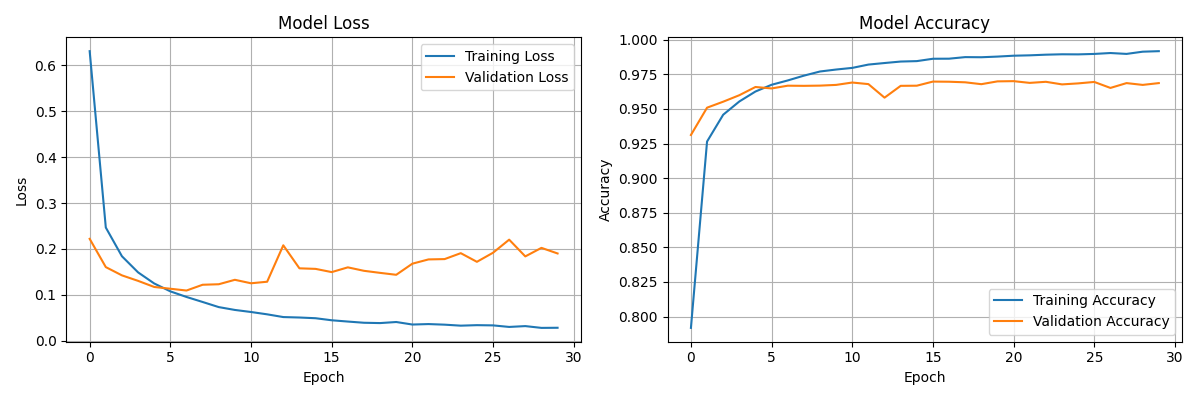 Model Loss
Training Loss
Validation Loss
Loss
0.6
0.5
0.4
0.3
0.2
0.1
0.0
0 5 10 15 20 25 30
Epoch
Model Accuracy
Accuracy
1.000
0.975
0.950
0.925
0.900
0.875
0.850
0.825
0.800
Training Accuracy
Validation Accuracy
0 5 10 15 20 25 30
Epoch